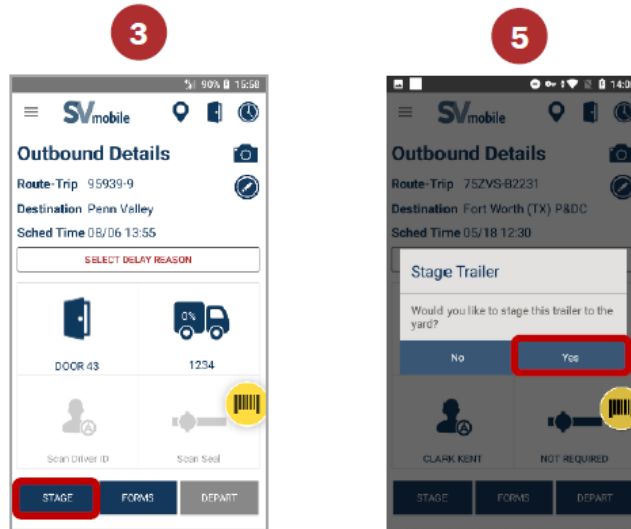 3
90% 15:58
SVmobile
Outbound Details
Route-Trip 95939-9
Destination Penn Valley
Sched Time 08/06 13:55
SELECT DELAY REASON
0%
DOOR 43
1234
Scan Driver ID
Scan Seal
STAGE FORMS DEPART
5
SVmobile
Outbound Details
Route-Trip 75ZVS-B2231
Destination Fort Worth (TX) P&DC
Sched Time 05/18 12:30
Stage Trailer
Would you like to stage this trailer to the
yard?
No Yes
CLARK KENT
NOT REQUIRED
STAGE FORMS DEPART